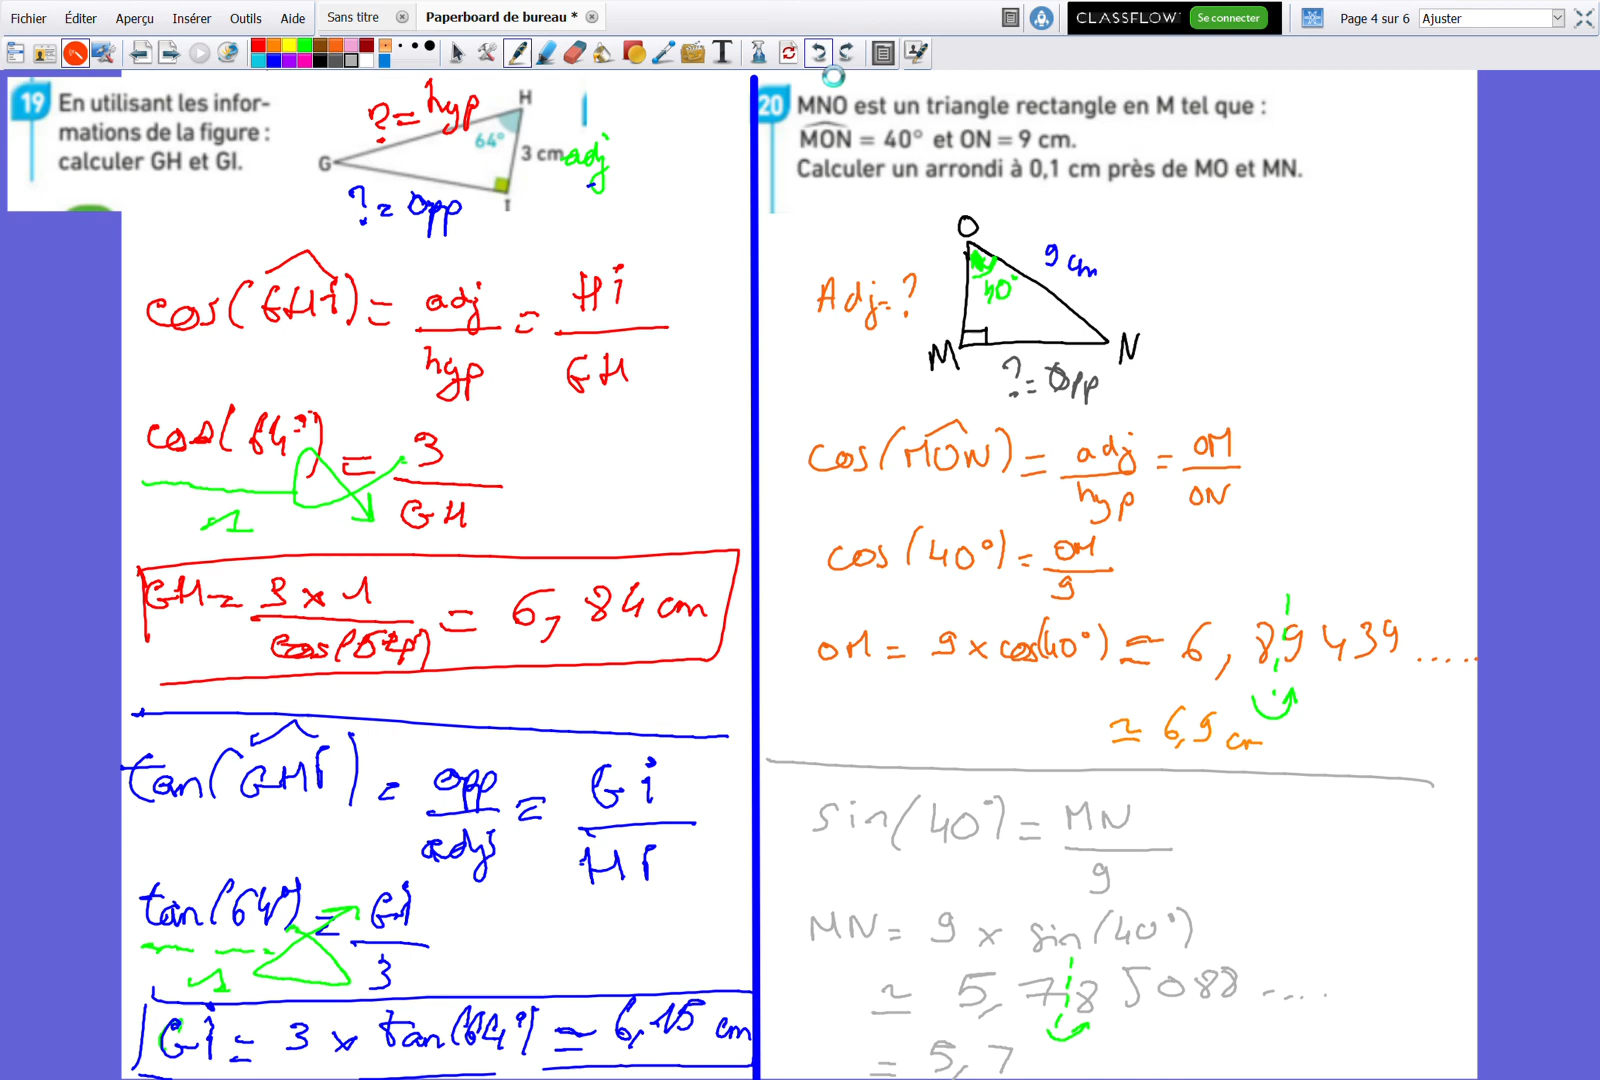 Fichier Éditer Aperçu Insérer Outils Aide Sans titre Paperboard de bureau * CLASSFLOW Se connecter Page 4 sur 6 Ajuster
19 En utilisant les infor-
mations de la figure :
calculer GH et GI.
? = hyp
H
64°
G
3 cm adj
? = opp
I
cos(GHI) = adj/hyp = HI/GH
cos(64°) = 3/GH
1
GH = 3 x 1/cos(64°) = 6,84 cm
tan(GHI) = opp/adj = GI/HI
tan(64°) = GI/3
1
GI = 3 x tan(64°) ≃ 6,15 cm
20 MNO est un triangle rectangle en M tel que :
MON = 40° et ON = 9 cm.
Calculer un arrondi à 0,1 cm près de MO et MN.
O
9 cm
40°
Adj = ?
M
N
? = Opp
cos(MON) = adj/hyp = OM/ON
cos(40°) = OM/9
OM = 9 x cos(40°) ≃ 6,89439.....
≃ 6,9 cm
sin(40°) = MN/9
MN = 9 x sin(40°)
≃ 5,785088....
= 5,7